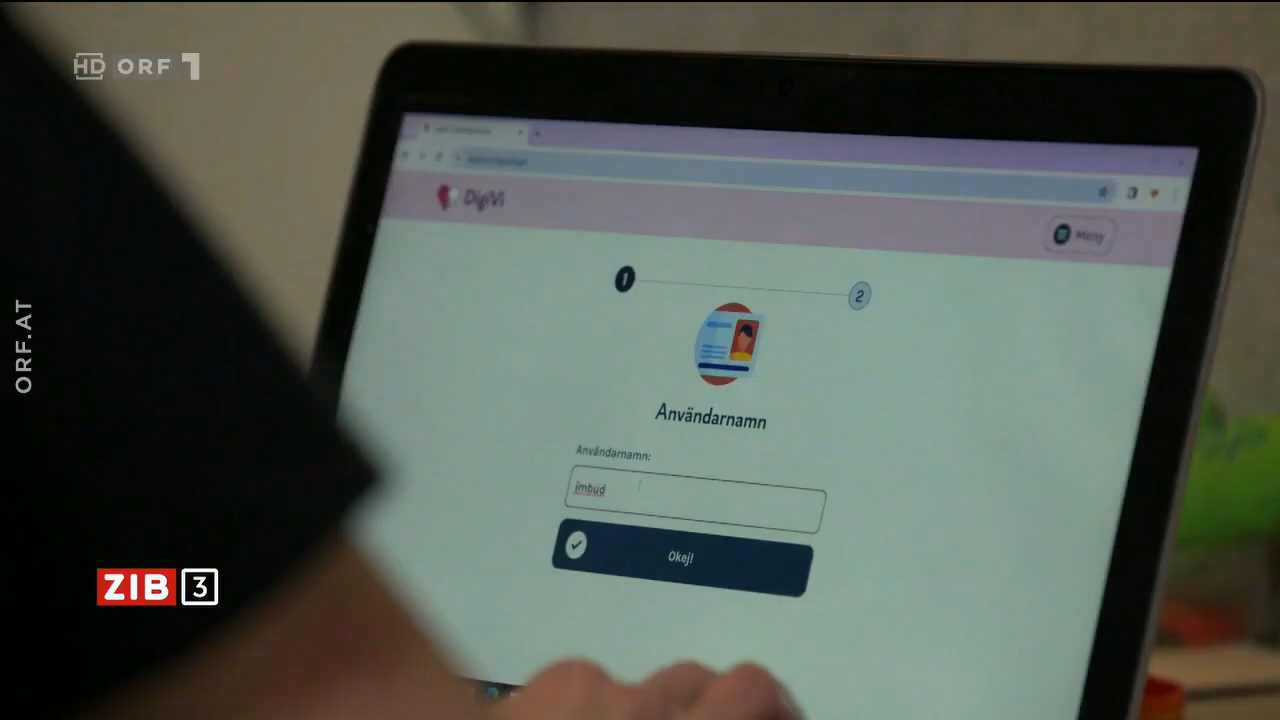 HD ORF 1
DigiVi
Meny
1
2
Användarnamn
Användarnamn:
imbud
Okej!
ORF.AT
ZIB 3